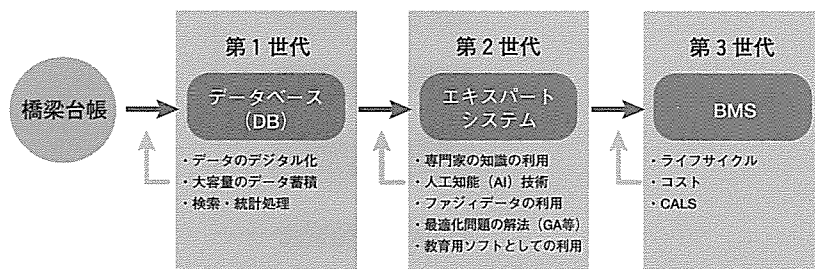 橋梁台帳
第1世代
データベース
(DB)
・データのデジタル化
・大容量のデータ蓄積
・検索・統計処理
第2世代
エキスパート
システム
・専門家の知識の利用
・人工知能(AI)技術
・ファジィデータの利用
・最適化問題の解法(GA等)
・教育用ソフトとしての利用
第3世代
BMS
・ライフサイクル
・コスト
・CALS